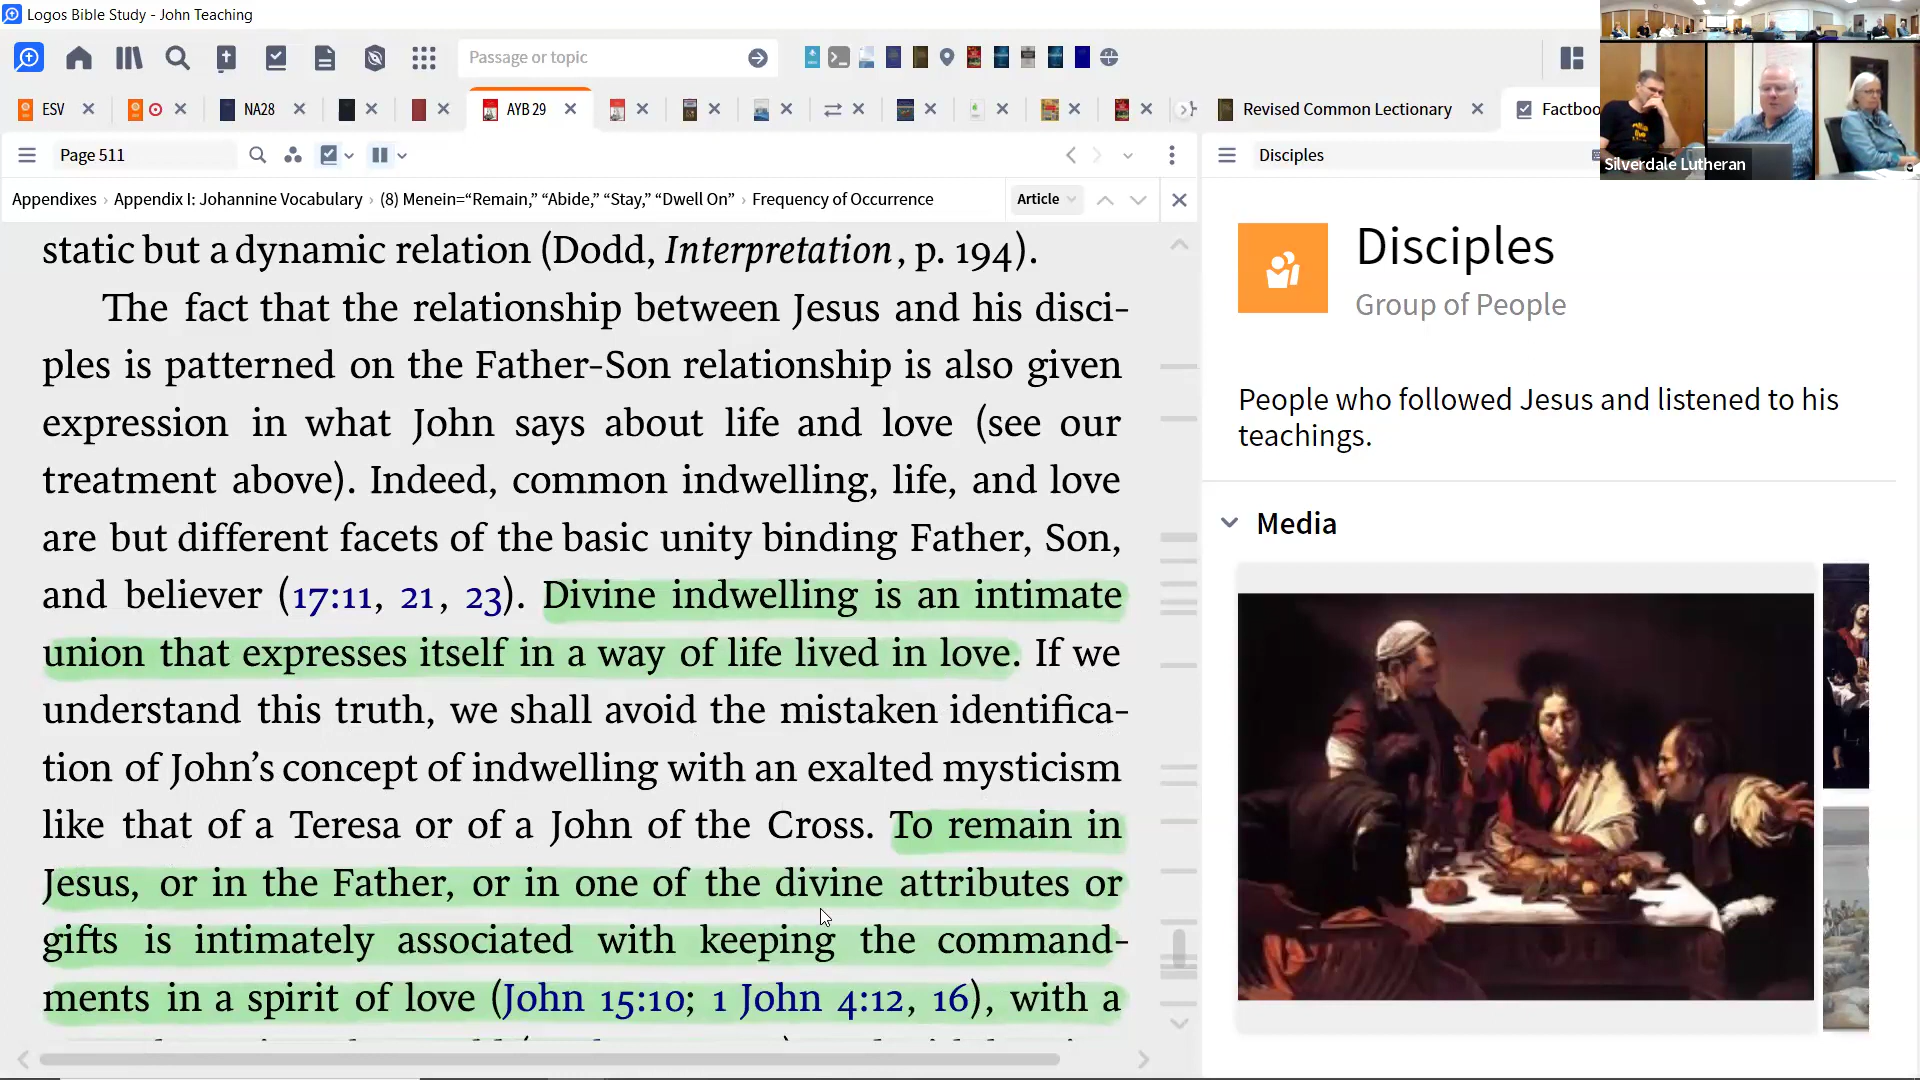 Logos Bible Study - John Teaching
Passage or topic
ESV
NA28
AYB 29
Revised Common Lectionary
Factboo
Page 511
Disciples
Silverdale Lutheran
Appendixes › Appendix I: Johannine Vocabulary › (8) Menein=“Remain,” “Abide,” “Stay,” “Dwell On” › Frequency of Occurrence
Article
static but a dynamic relation (Dodd, Interpretation, p. 194).
The fact that the relationship between Jesus and his disci-
ples is patterned on the Father-Son relationship is also given
expression in what John says about life and love (see our
treatment above). Indeed, common indwelling, life, and love
are but different facets of the basic unity binding Father, Son,
and believer (17:11, 21, 23). Divine indwelling is an intimate
union that expresses itself in a way of life lived in love. If we
understand this truth, we shall avoid the mistaken identifica-
tion of John’s concept of indwelling with an exalted mysticism
like that of a Teresa or of a John of the Cross. To remain in
Jesus, or in the Father, or in one of the divine attributes or
gifts is intimately associated with keeping the command-
ments in a spirit of love (John 15:10; 1 John 4:12, 16), with a
Disciples
Group of People
People who followed Jesus and listened to his
teachings.
Media